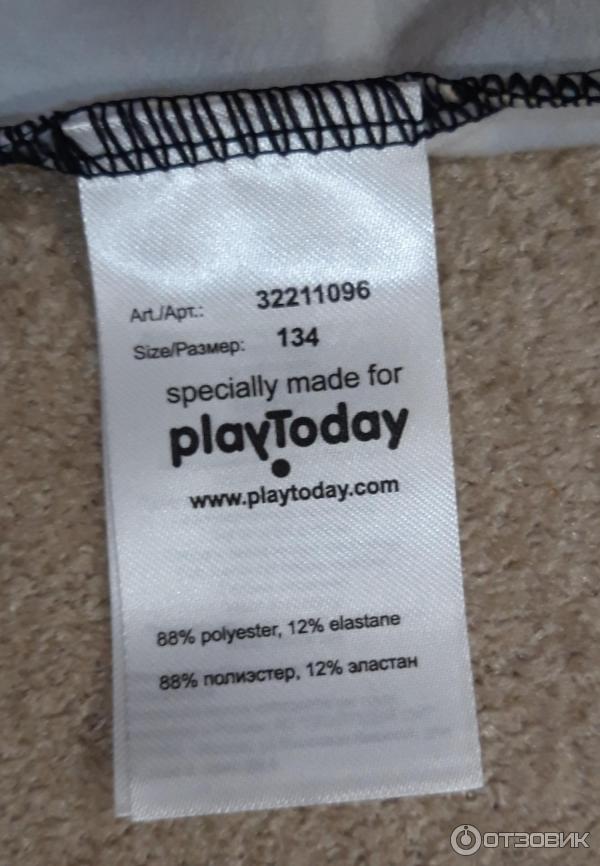 Art./Арт.: 32211096
Size/Размер: 134
specially made for
playToday
www.playtoday.com
88% polyester, 12% elastane
88% полиэстер, 12% эластан
ОТЗОВИК